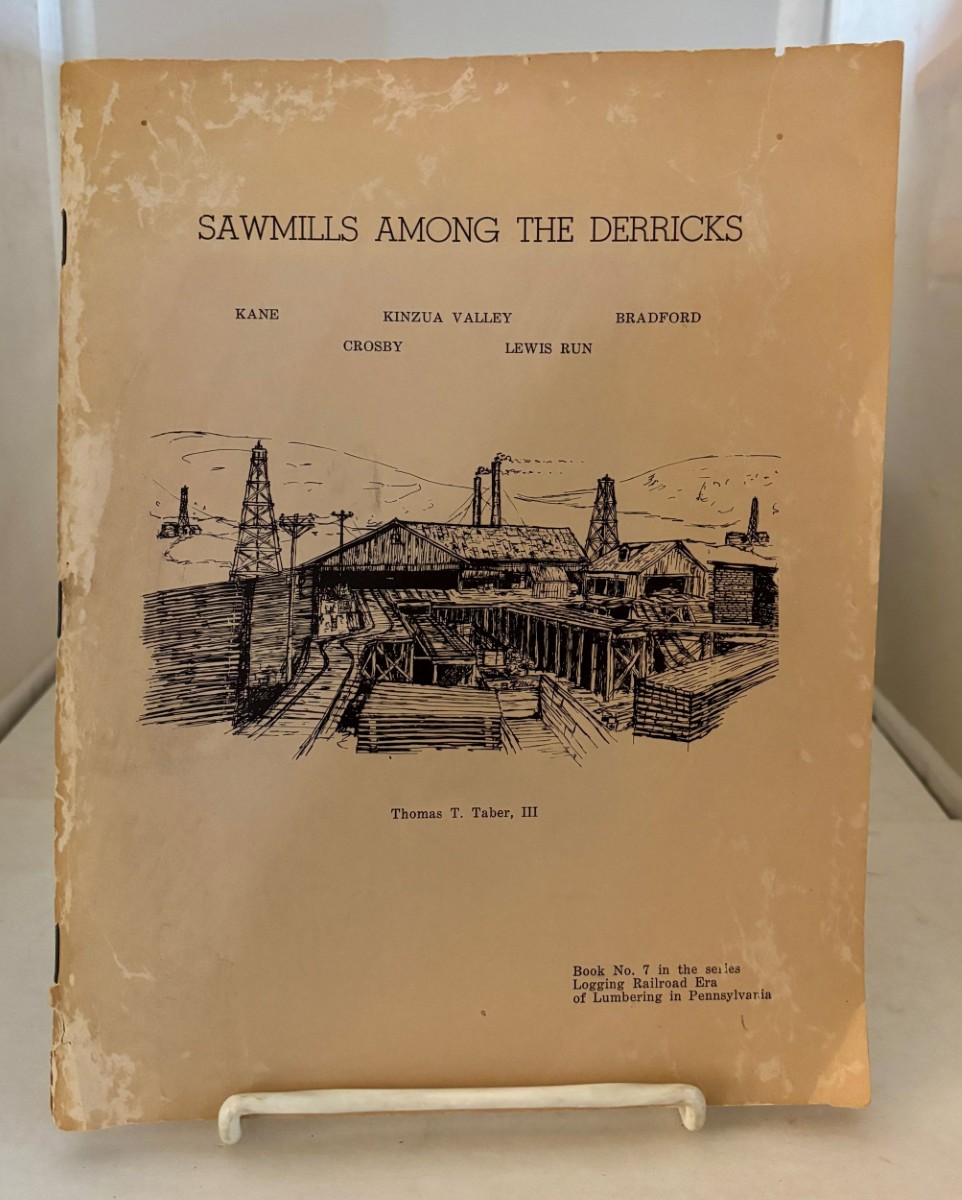 SAWMILLS AMONG THE DERRICKS
KANE KINZUA VALLEY BRADFORD
CROSBY LEWIS RUN
Thomas T. Taber, III
Book No. 7 in the series
Logging Railroad Era
of Lumbering in Pennsylvania